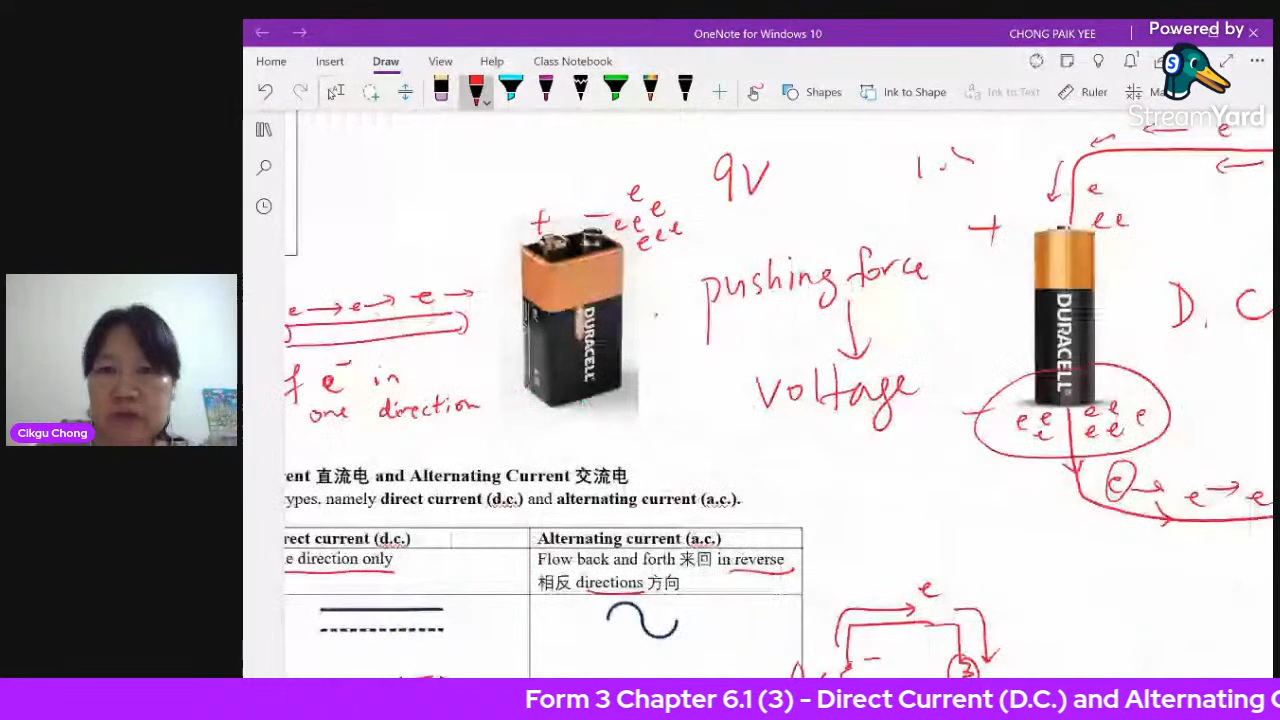 OneNote for Windows 10
CHONG PAIK YEE
Powered by
StreamYard
Home
Insert
Draw
View
Help
Class Notebook
Shapes
Ink to Shape
Ink to Text
Ruler
Ma
9V
e
+
−
e e
e e
e e e
e
e
e e
+
pushing force
DURACELL
DURACELL
D. C
e → e → e →
f e⁻ in
one direction
voltage
−
e e e e e
e e e
e → e → e
Cikgu Chong
ent 直流电 and Alternating Current 交流电
ypes, namely direct current (d.c.) and alternating current (a.c.).
rect current (d.c.)
Alternating current (a.c.)
e direction only
Flow back and forth 来回 in reverse
相反 directions 方向
e
−
Form 3 Chapter 6.1 (3) - Direct Current (D.C.) and Alternating C